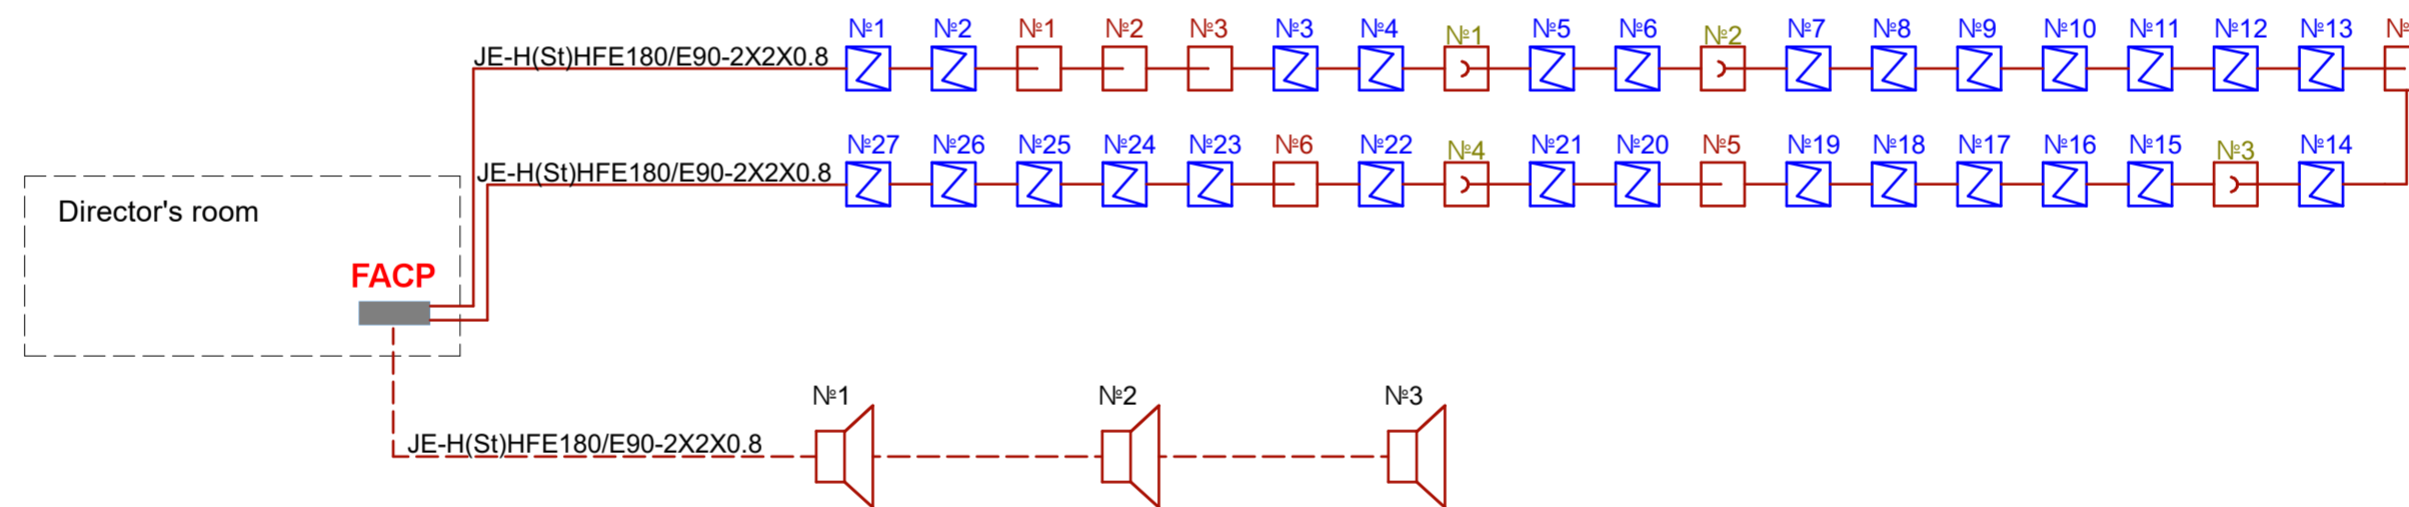 №1 №2 №1 №2 №3 №3 №4 №1 №5 №6 №2 №7 №8 №9 №10 №11 №12 №13 №
JE-H(St)HFE180/E90-2X2X0.8
№27 №26 №25 №24 №23 №6 №22 №4 №21 №20 №5 №19 №18 №17 №16 №15 №3 №14
JE-H(St)HFE180/E90-2X2X0.8
Director's room
FACP
№1 №2 №3
JE-H(St)HFE180/E90-2X2X0.8